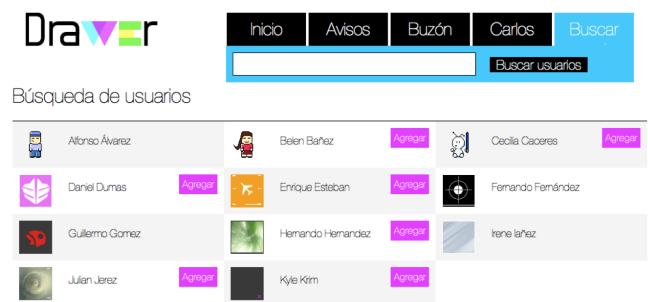 Drawer
Inicio Avisos Buzón Carlos Buscar
Buscar usuarios
Búsqueda de usuarios
Alfonso Álvarez Belen Bañez Agregar Cecilia Caceres Agregar
Daniel Dumas Agregar Enrique Esteban Agregar Fernando Fernández
Guillermo Gomez Hernando Hernandez Agregar Irene Iañez
Julian Jerez Agregar Kyle Krim Agregar